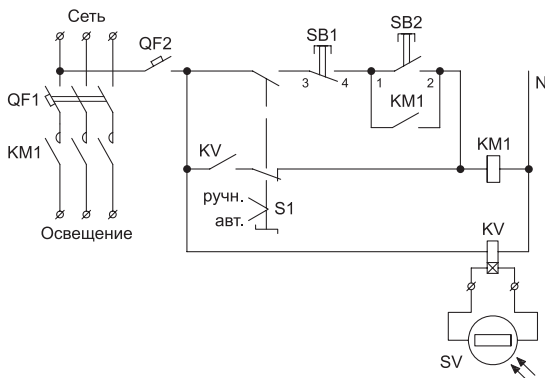 Сеть
QF2
SB1
SB2
3
4
1
2
N
QF1
KM1
KM1
KV
KM1
ручн.
авт.
S1
Освещение
KV
SV